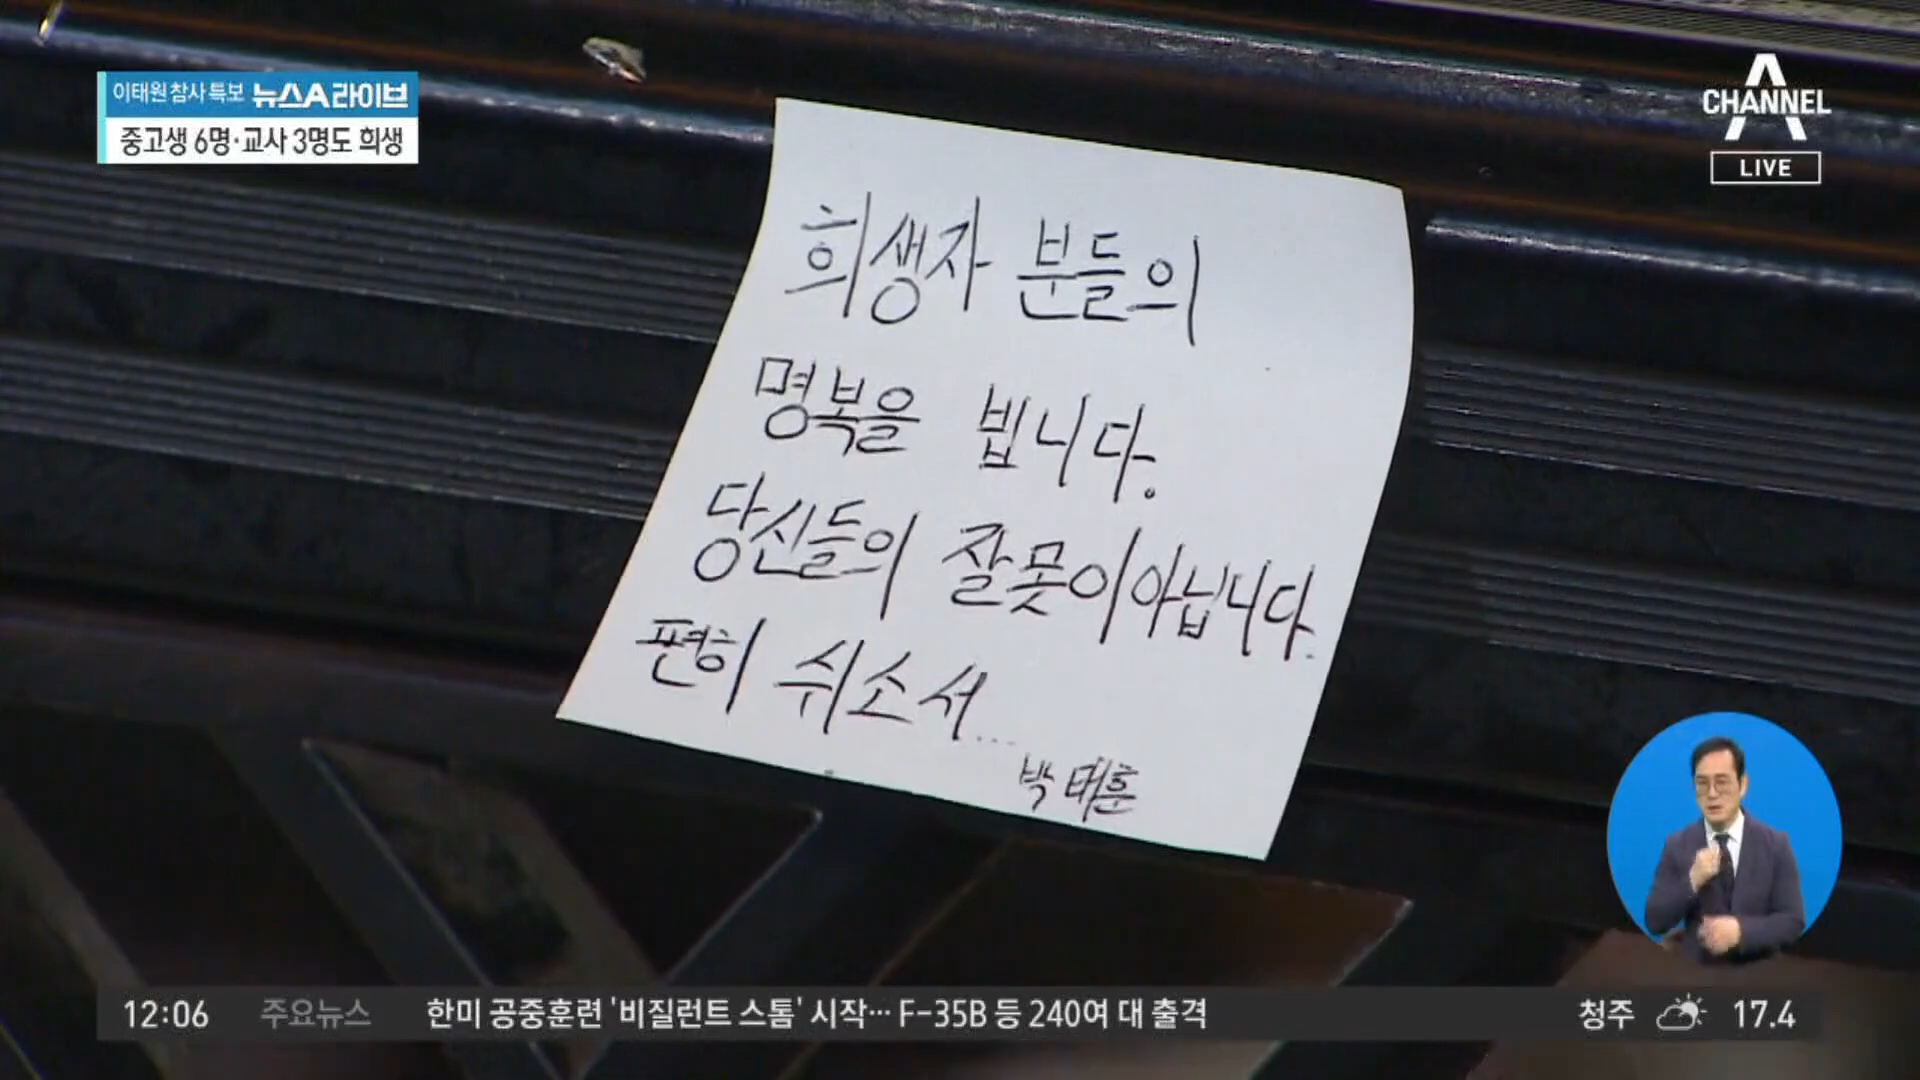 이태원 참사 특보 뉴스A 라이브
중고생 6명·교사 3명도 희생
CHANNEL A
LIVE
희생자 분들의
명복을 빕니다.
당신들의 잘못이 아닙니다.
편히 쉬소서...
박태훈
12:06 주요뉴스 한미 공중훈련 '비질런트 스톰' 시작… F-35B 등 240여 대 출격 청주 17.4